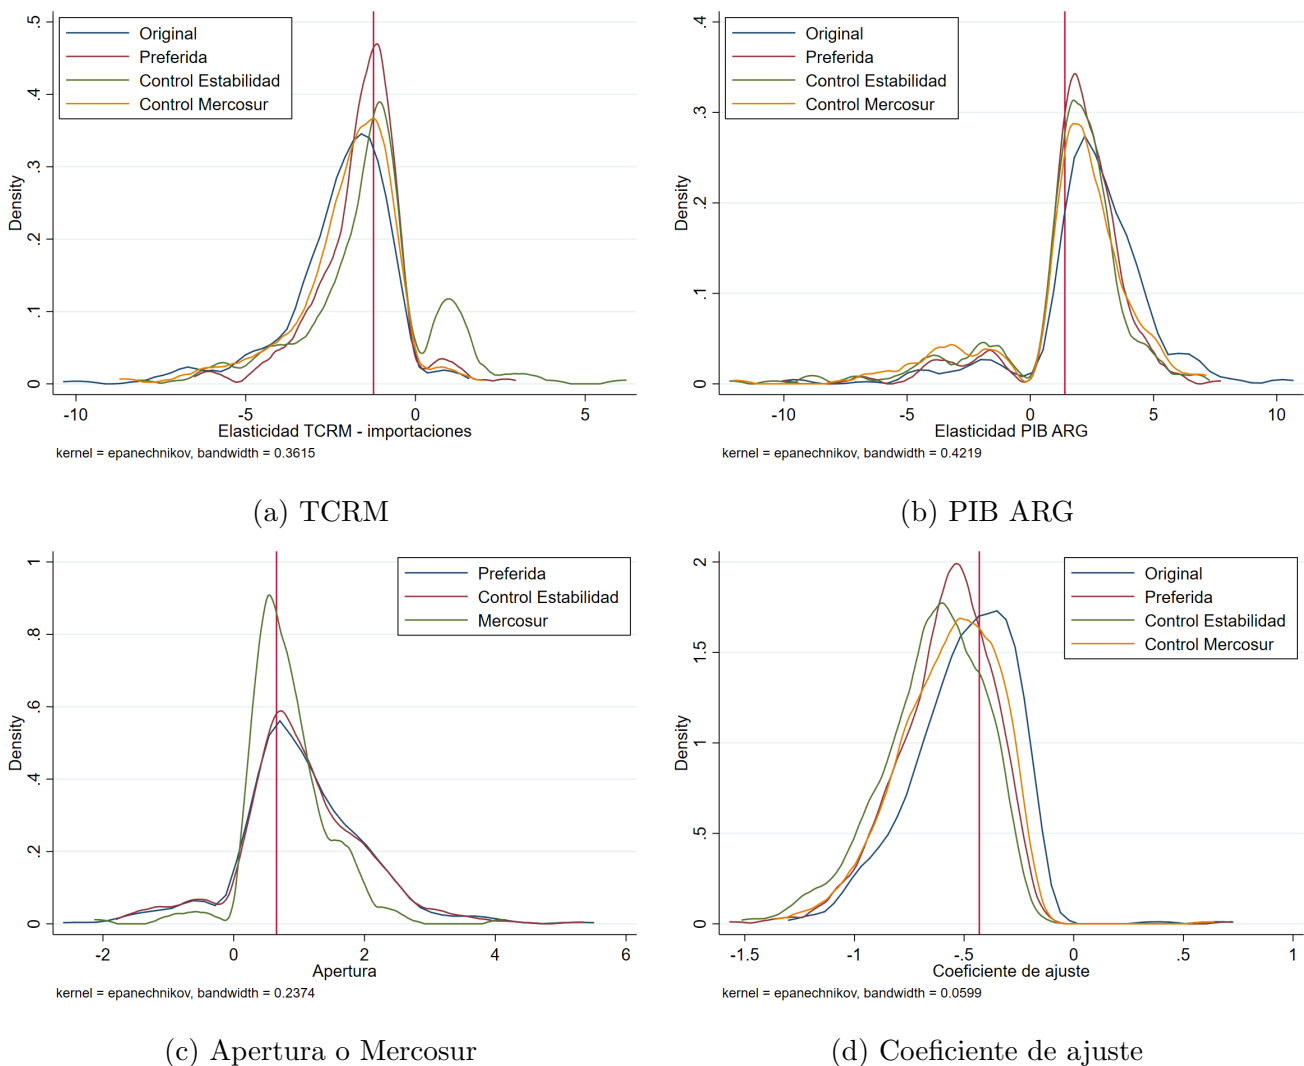 Original
Preferida
Control Estabilidad
Control Mercosur
Density
0 .1 .2 .3 .4 .5
-10 -5 0 5
Elasticidad TCRM - importaciones
kernel = epanechnikov, bandwidth = 0.3615
(a) TCRM
Original
Preferida
Control Estabilidad
Control Mercosur
Density
0 .1 .2 .3 .4
-10 -5 0 5 10
Elasticidad PIB ARG
kernel = epanechnikov, bandwidth = 0.4219
(b) PIB ARG
Preferida
Control Estabilidad
Mercosur
Density
0 .2 .4 .6 .8 1
-2 0 2 4 6
Apertura
kernel = epanechnikov, bandwidth = 0.2374
(c) Apertura o Mercosur
Original
Preferida
Control Estabilidad
Control Mercosur
Density
0 .5 1 1.5 2
-1.5 -1 -.5 0 .5 1
Coeficiente de ajuste
kernel = epanechnikov, bandwidth = 0.0599
(d) Coeficiente de ajuste